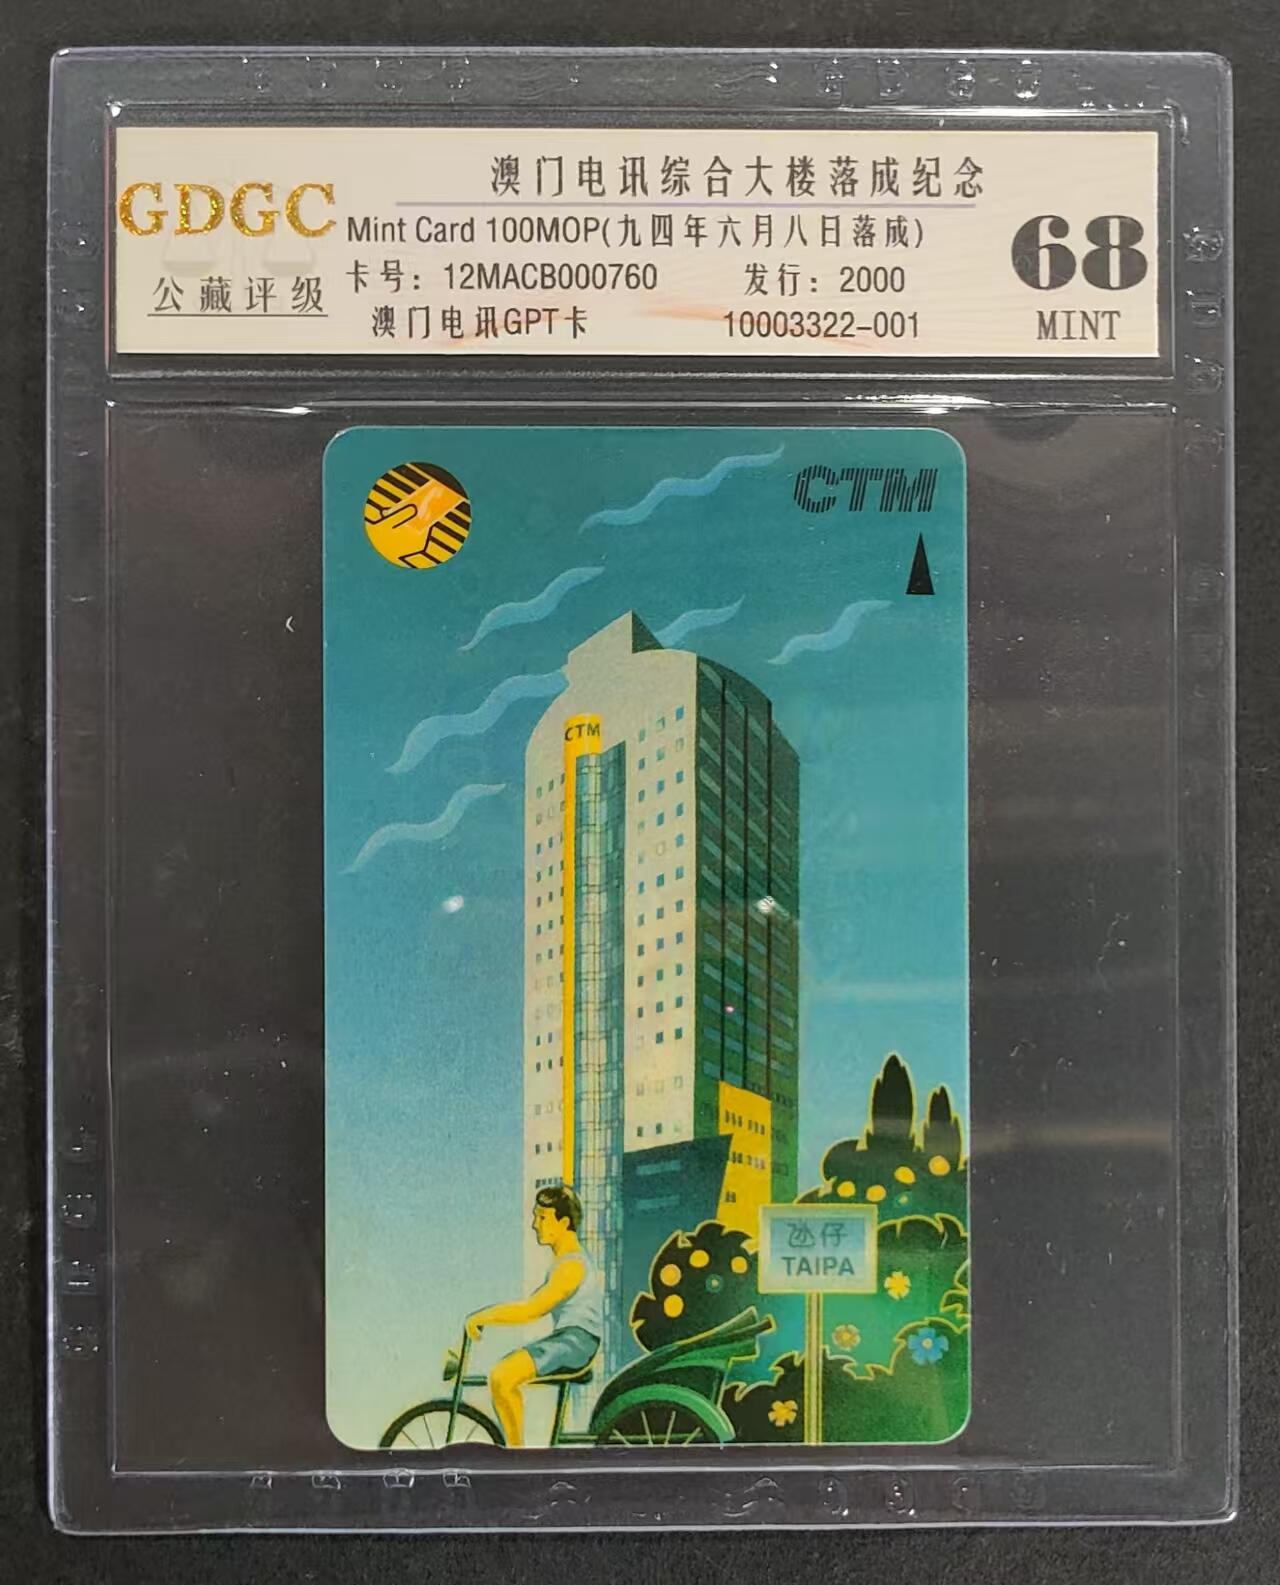 澳门电讯综合大楼落成纪念
GDGC
Mint Card 100MOP(九四年六月八日落成)
68
公藏评级
卡号：12MACB000760 发行：2000
澳门电讯GPT卡 10003322-001
MINT
CTM
CTM
氹仔
TAIPA